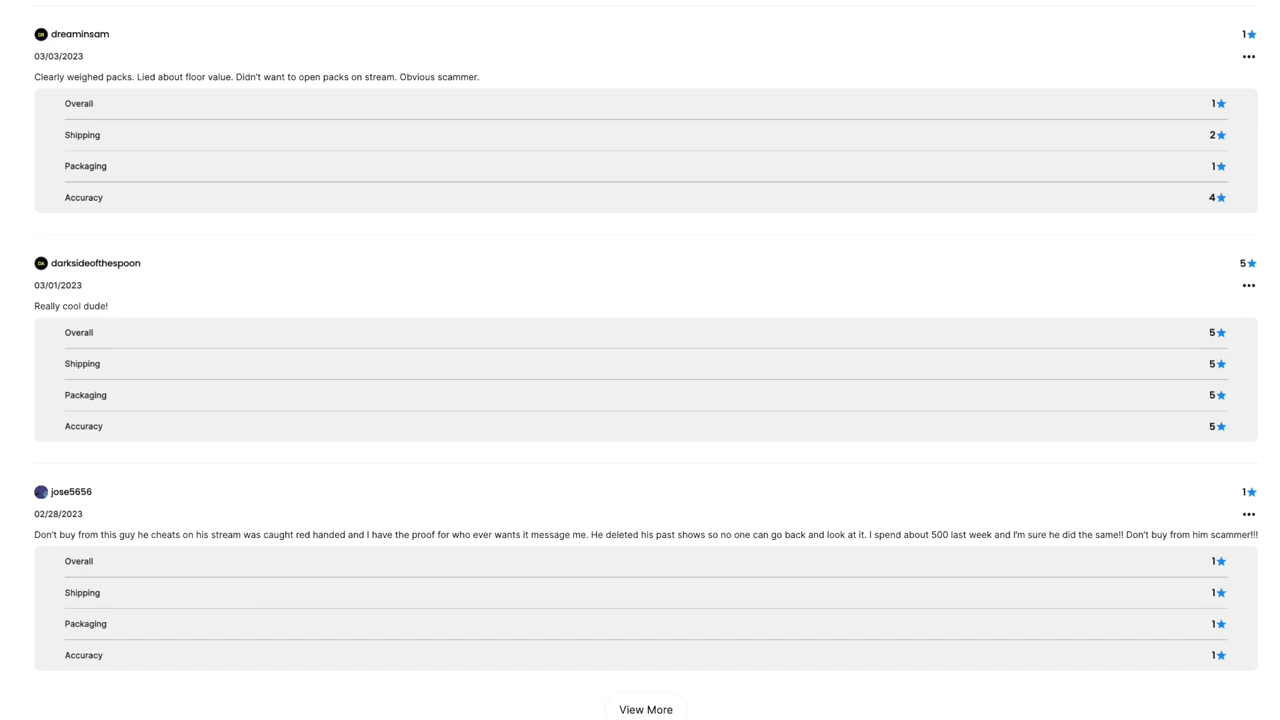 dreaminsam 1
03/03/2023
Clearly weighed packs. Lied about floor value. Didn't want to open packs on stream. Obvious scammer.
Overall 1
Shipping 2
Packaging 1
Accuracy 4
darksideofthespoon 5
03/01/2023
Really cool dude!
Overall 5
Shipping 5
Packaging 5
Accuracy 5
jose5656 1
02/28/2023
Don't buy from this guy he cheats on his stream was caught red handed and I have the proof for who ever wants it message me. He deleted his past shows so no one can go back and look at it. I spend about 500 last week and I'm sure he did the same!! Don't buy from him scammer!!!
Overall 1
Shipping 1
Packaging 1
Accuracy 1
View More